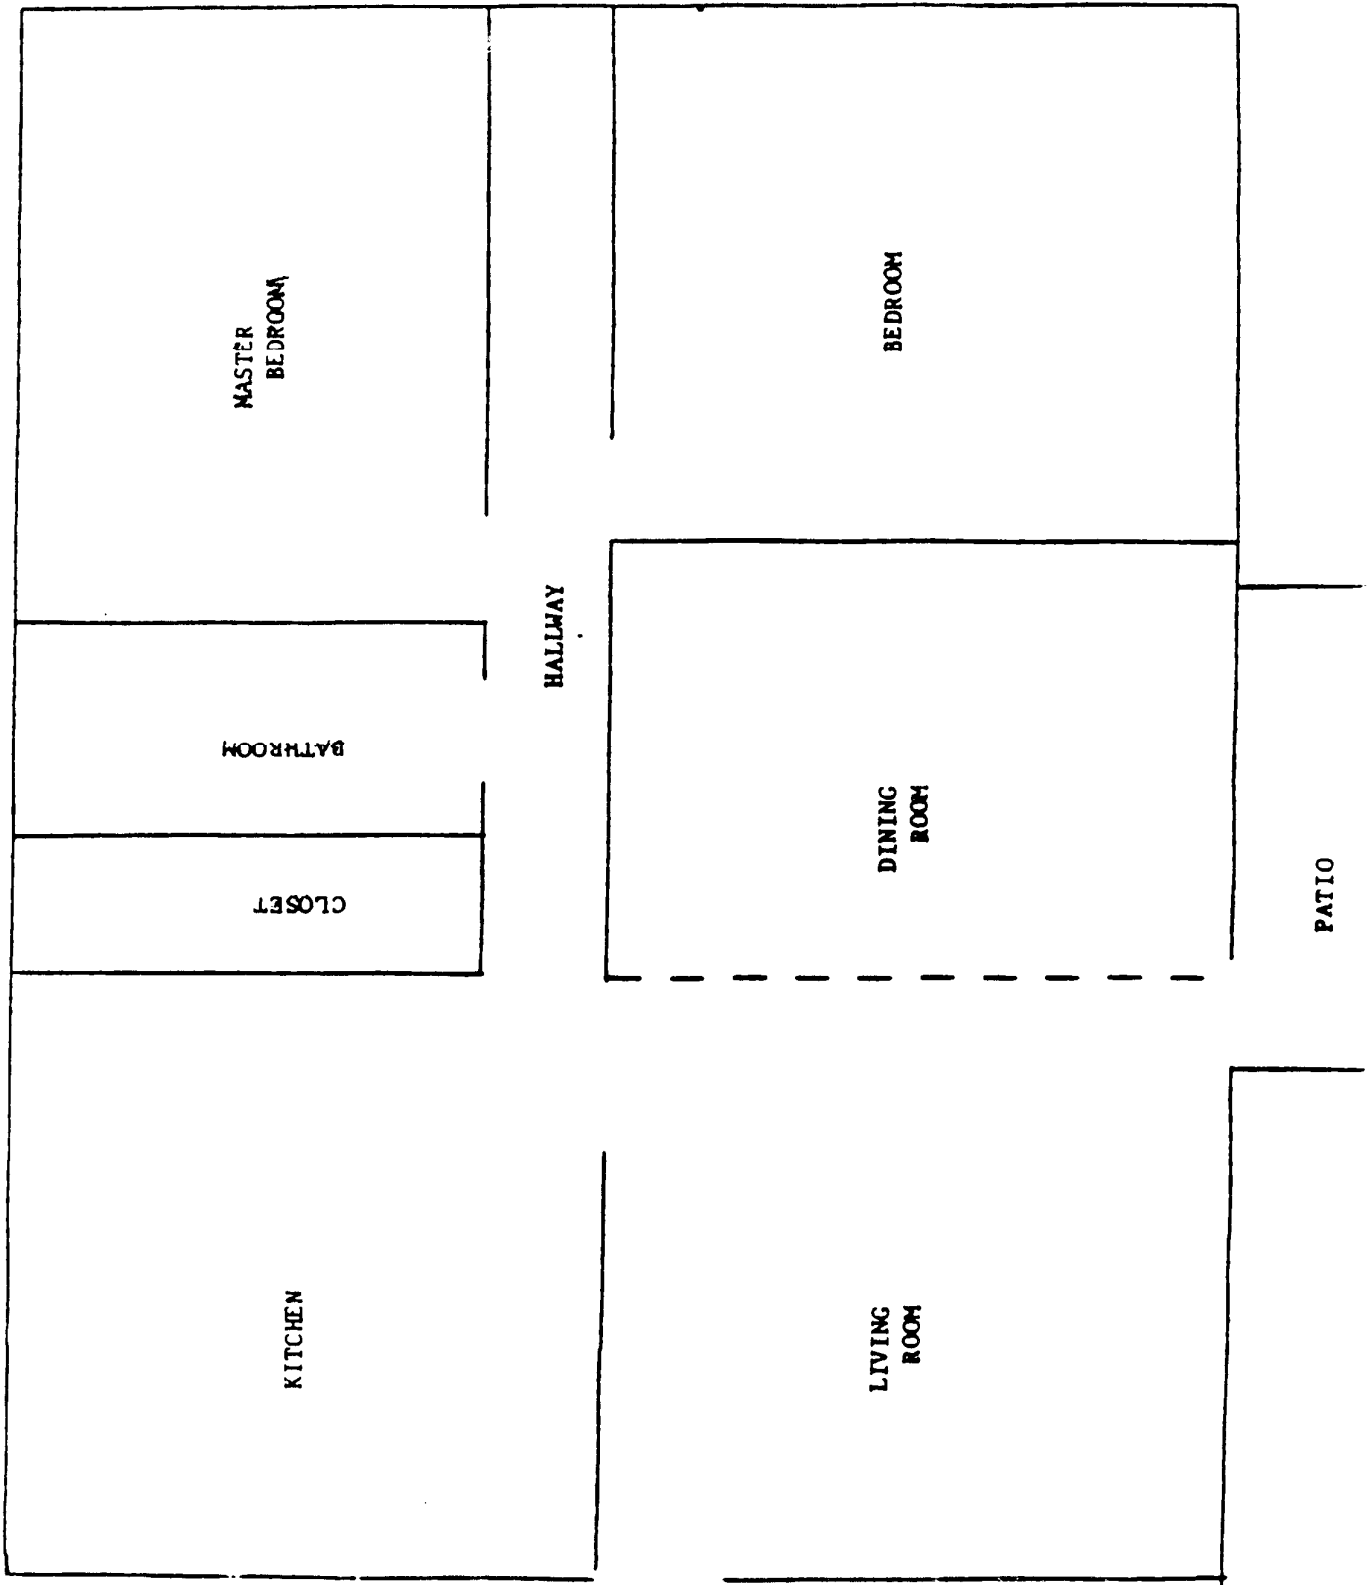 KITCHEN
CLOSET
BATHROOM
MASTER
BEDROOM
HALLWAY
LIVING
ROOM
DINING
ROOM
BEDROOM
PATIO